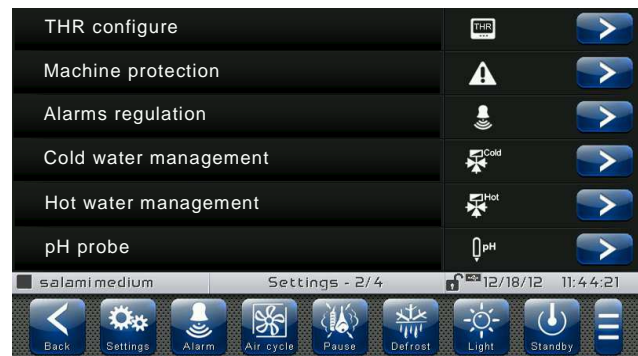 THR configure THR
Machine protection
Alarms regulation
Cold water management Cold
Hot water management Hot
pH probe pH
salamimedium Settings - 2/4 12/18/12 11:44:21
Back Settings Alarm Air cycle Pause Defrost Light Standby